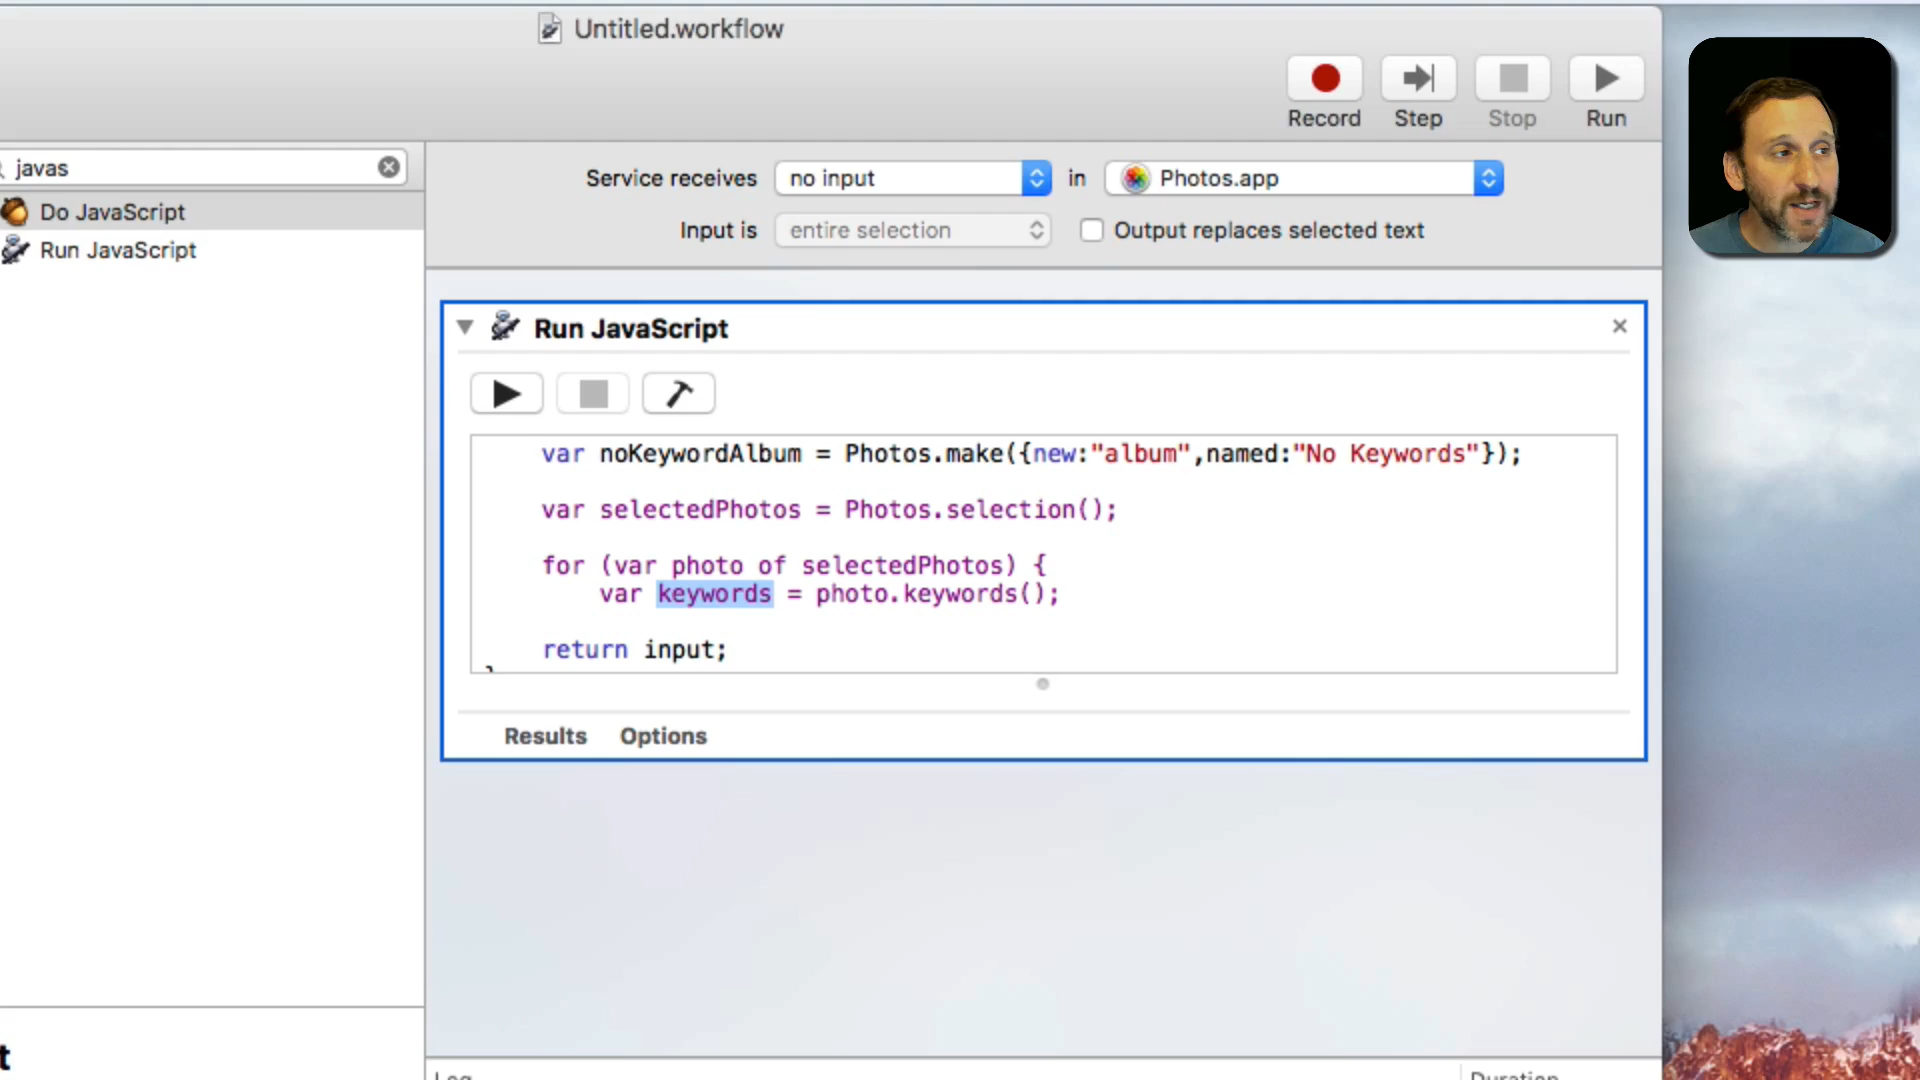 Untitled.workflow
Record Step Stop Run
javas
Do JavaScript
Run JavaScript
Service receives no input in Photos.app
Input is entire selection Output replaces selected text
Run JavaScript
var noKeywordAlbum = Photos.make({new:"album",named:"No Keywords"});
var selectedPhotos = Photos.selection();
for (var photo of selectedPhotos) {
var keywords = photo.keywords();
return input;
Results Options
t
Log Duration